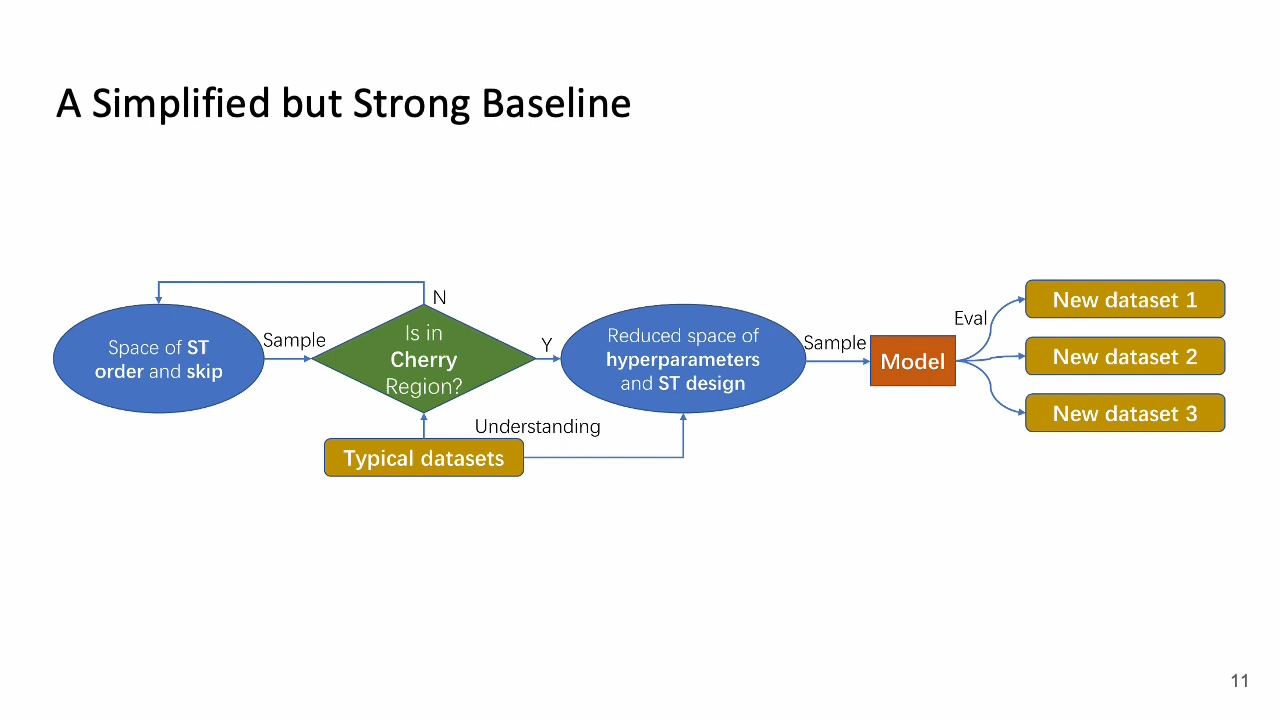 A Simplified but Strong Baseline
Space of ST
order and skip
Sample
N
Is in
Cherry
Region?
Y
Typical datasets
Understanding
Reduced space of
hyperparameters
and ST design
Sample
Model
Eval
New dataset 1
New dataset 2
New dataset 3
11